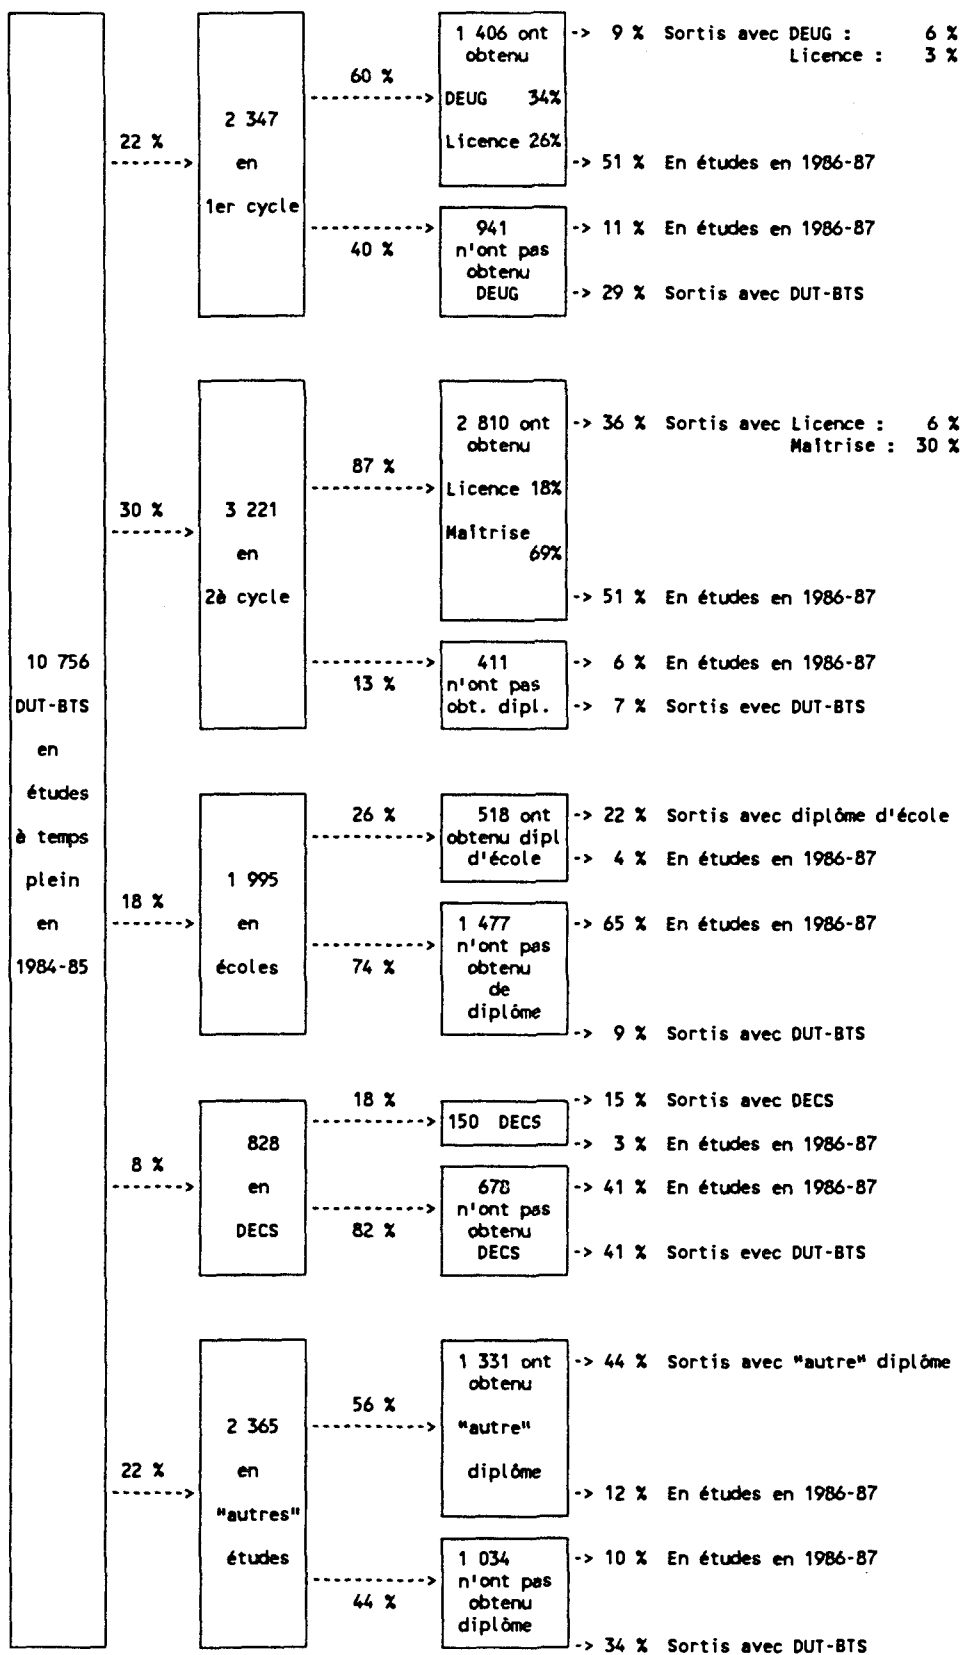 10 756
DUT-BTS
en
études
à temps
plein
en
1984-85
22 %
2 347
en
1er cycle
60 %
1 406 ont
obtenu
DEUG 34%
Licence 26%
-> 9 % Sortis avec DEUG : 6 %
Licence : 3 %
-> 51 % En études en 1986-87
40 %
941
n'ont pas
obtenu
DEUG
-> 11 % En études en 1986-87
-> 29 % Sortis avec DUT-BTS
30 %
3 221
en
2è cycle
87 %
2 810 ont
obtenu
Licence 18%
Maîtrise
69%
-> 36 % Sortis avec Licence : 6 %
Maîtrise : 30 %
-> 51 % En études en 1986-87
13 %
411
n'ont pas
obt. dipl.
-> 6 % En études en 1986-87
-> 7 % Sortis evec DUT-BTS
18 %
1 995
en
écoles
26 %
518 ont
obtenu dipl
d'école
-> 22 % Sortis avec diplôme d'école
-> 4 % En études en 1986-87
74 %
1 477
n'ont pas
obtenu
de
diplôme
-> 65 % En études en 1986-87
-> 9 % Sortis avec DUT-BTS
8 %
828
en
DECS
18 %
150 DECS
-> 15 % Sortis avec DECS
-> 3 % En études en 1986-87
82 %
678
n'ont pas
obtenu
DECS
-> 41 % En études en 1986-87
-> 41 % Sortis evec DUT-BTS
22 %
2 365
en
"autres"
études
56 %
1 331 ont
obtenu
"autre"
diplôme
-> 44 % Sortis avec "autre" diplôme
-> 12 % En études en 1986-87
44 %
1 034
n'ont pas
obtenu
diplôme
-> 10 % En études en 1986-87
-> 34 % Sortis avec DUT-BTS